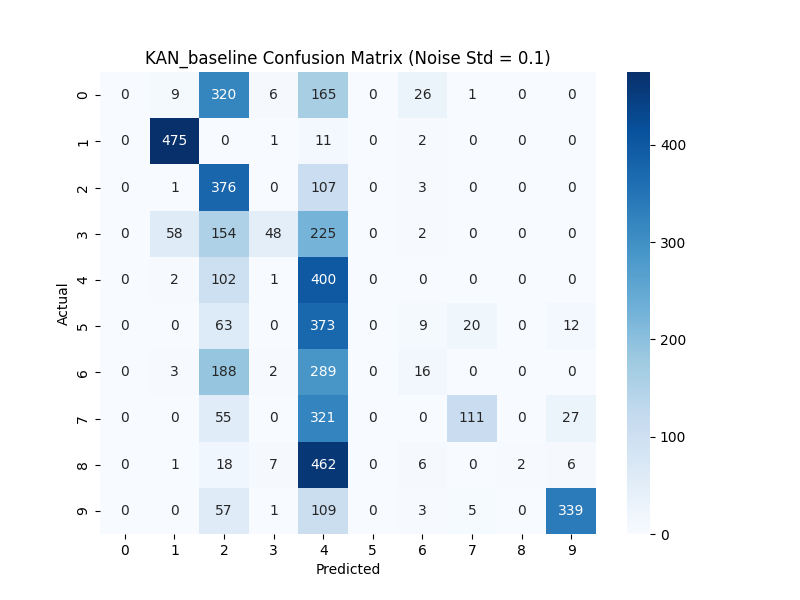 KAN_baseline Confusion Matrix (Noise Std = 0.1)
0 0 9 320 6 165 0 26 1 0 0
1 0 475 0 1 11 0 2 0 0 0
2 0 1 376 0 107 0 3 0 0 0
3 0 58 154 48 225 0 2 0 0 0
4 0 2 102 1 400 0 0 0 0 0
5 0 0 63 0 373 0 9 20 0 12
6 0 3 188 2 289 0 16 0 0 0
7 0 0 55 0 321 0 0 111 0 27
8 0 1 18 7 462 0 6 0 2 6
9 0 0 57 1 109 0 3 5 0 339
0 1 2 3 4 5 6 7 8 9
Predicted
Actual
400
300
200
100
0